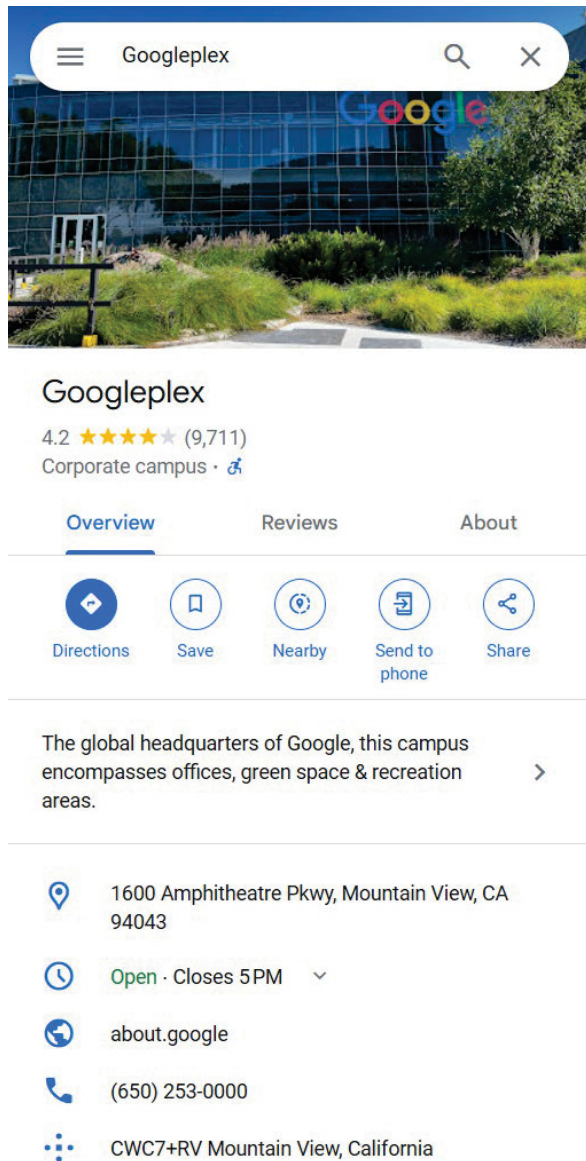 Googleplex
Google
Googleplex
4.2 (9,711)
Corporate campus ·
Overview Reviews About
Directions Save Nearby Send to phone Share
The global headquarters of Google, this campus
encompasses offices, green space & recreation
areas.
1600 Amphitheatre Pkwy, Mountain View, CA
94043
Open · Closes 5 PM
about.google
(650) 253-0000
CWC7+RV Mountain View, California